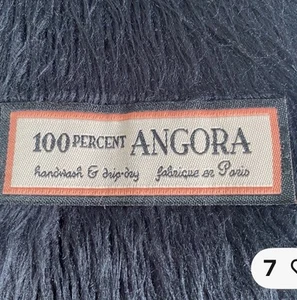 100 PERCENT ANGORA
handwash & drip-dry fabrique en Paris
7